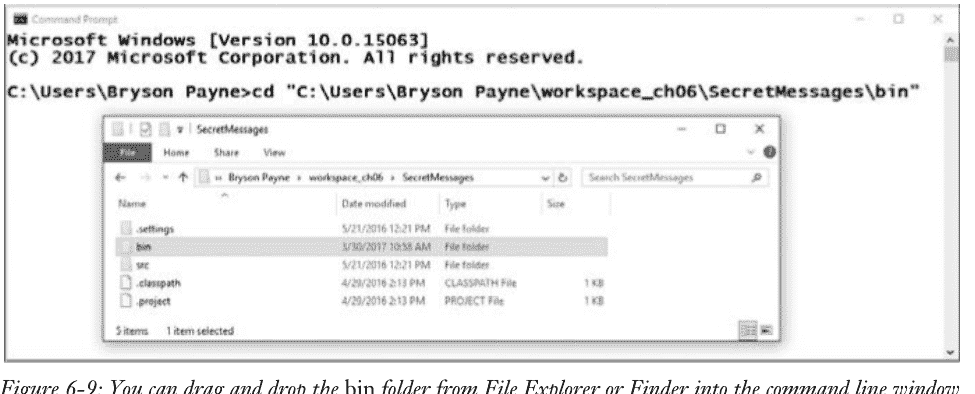 Command Prompt
Microsoft Windows [Version 10.0.15063]
(c) 2017 Microsoft Corporation. All rights reserved.
C:\Users\Bryson Payne>cd "C:\Users\Bryson Payne\workspace_ch06\SecretMessages\bin"
SecretMessages
File Home Share View
Bryson Payne › workspace_ch06 › SecretMessages Search SecretMessages
Name Date modified Type Size
.settings 5/21/2016 12:21 PM File folder
bin 3/30/2017 10:58 AM File folder
src 5/21/2016 12:21 PM File folder
.classpath 4/29/2016 2:13 PM CLASSPATH File 1 KB
.project 4/29/2016 2:13 PM PROJECT File 1 KB
5 items 1 item selected
Figure 6-9: You can drag and drop the bin folder from File Explorer or Finder into the command line window